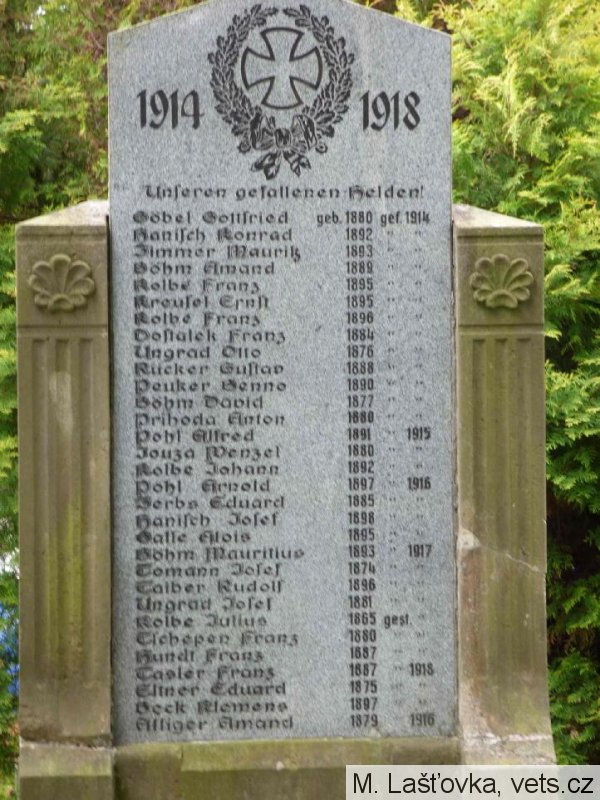 1914 1918
Unseren gefallenen Helden!
Göbel Gottfried geb. 1880 gef. 1914
Hanisch Konrad 1892 " "
Zimmer Mauritz 1893 " "
Böhm Amand 1889 " "
Kolbe Franz 1895 " "
Kreusel Ernst 1895 " "
Kolbe Franz 1896 " "
Dostalek Franz 1884 " "
Ungrad Otto 1876 " "
Rücker Gustav 1888 " "
Peuker Benno 1890 " "
Böhm David 1877 " "
Prihoda Anton 1880 " "
Pohl Alfred 1891 " 1915
Jouza Wenzel 1880 " "
Kolbe Johann 1892 " "
Pohl Arnold 1897 " 1916
Jerbs Eduard 1885 " "
Hanisch Josef 1898 " "
Galle Alois 1895 " "
Böhm Mauritius 1893 " 1917
Tomann Josef 1874 " "
Taiber Rudolf 1896 " "
Ungrad Josef 1881 " "
Kolbe Julius 1865 gest. "
Tschepen Franz 1880 " "
Hundt Franz 1887 " "
Tasler Franz 1887 " 1918
Eltner Eduard 1875 " "
Beck Klemens 1897 " "
Alliger Amand 1879 " 1916
M. Lašťovka, vets.cz